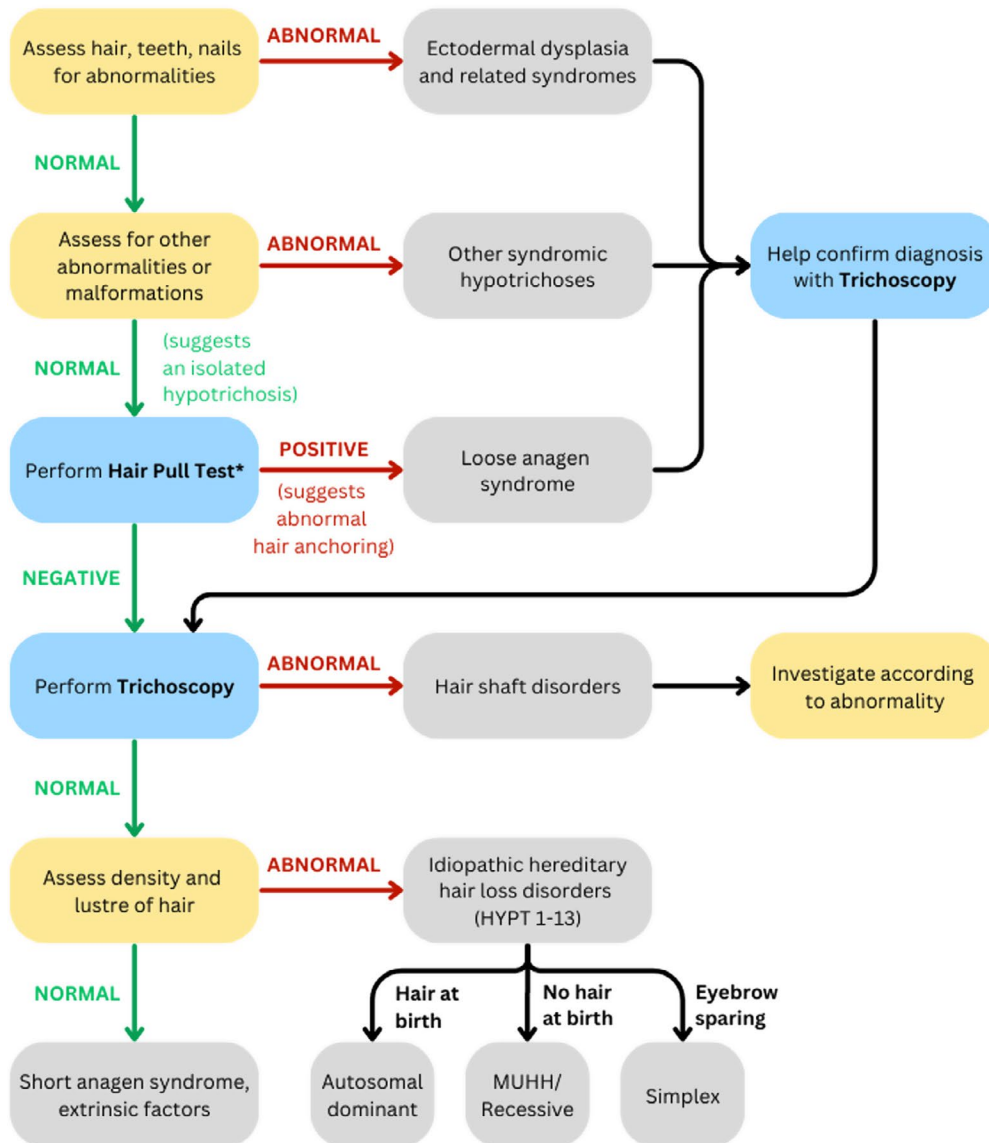 Assess hair, teeth, nails
for abnormalities
ABNORMAL
Ectodermal dysplasia
and related syndromes
NORMAL
Assess for other
abnormalities or
malformations
ABNORMAL
Other syndromic
hypotrichoses
Help confirm diagnosis
with Trichoscopy
NORMAL
(suggests
an isolated
hypotrichosis)
Perform Hair Pull Test*
POSITIVE
(suggests
abnormal
hair anchoring)
Loose anagen
syndrome
NEGATIVE
Perform Trichoscopy
ABNORMAL
Hair shaft disorders
Investigate according
to abnormality
NORMAL
Assess density and
lustre of hair
ABNORMAL
Idiopathic hereditary
hair loss disorders
(HYPT 1-13)
NORMAL
Hair at
birth
No hair
at birth
Eyebrow
sparing
Short anagen syndrome,
extrinsic factors
Autosomal
dominant
MUHH/
Recessive
Simplex